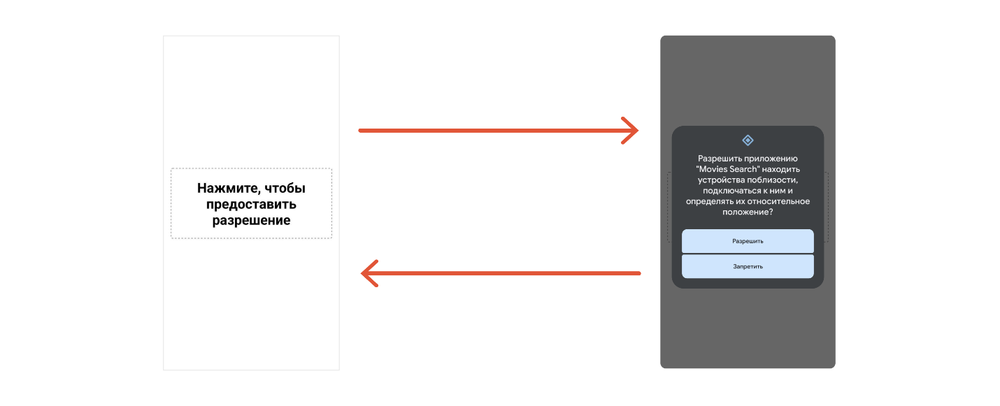 Нажмите, чтобы
предоставить
разрешение
Разрешить приложению
"Movies Search" находить
устройства поблизости,
подключаться к ним и
определять их относительное
положение?
Разрешить
Запретить